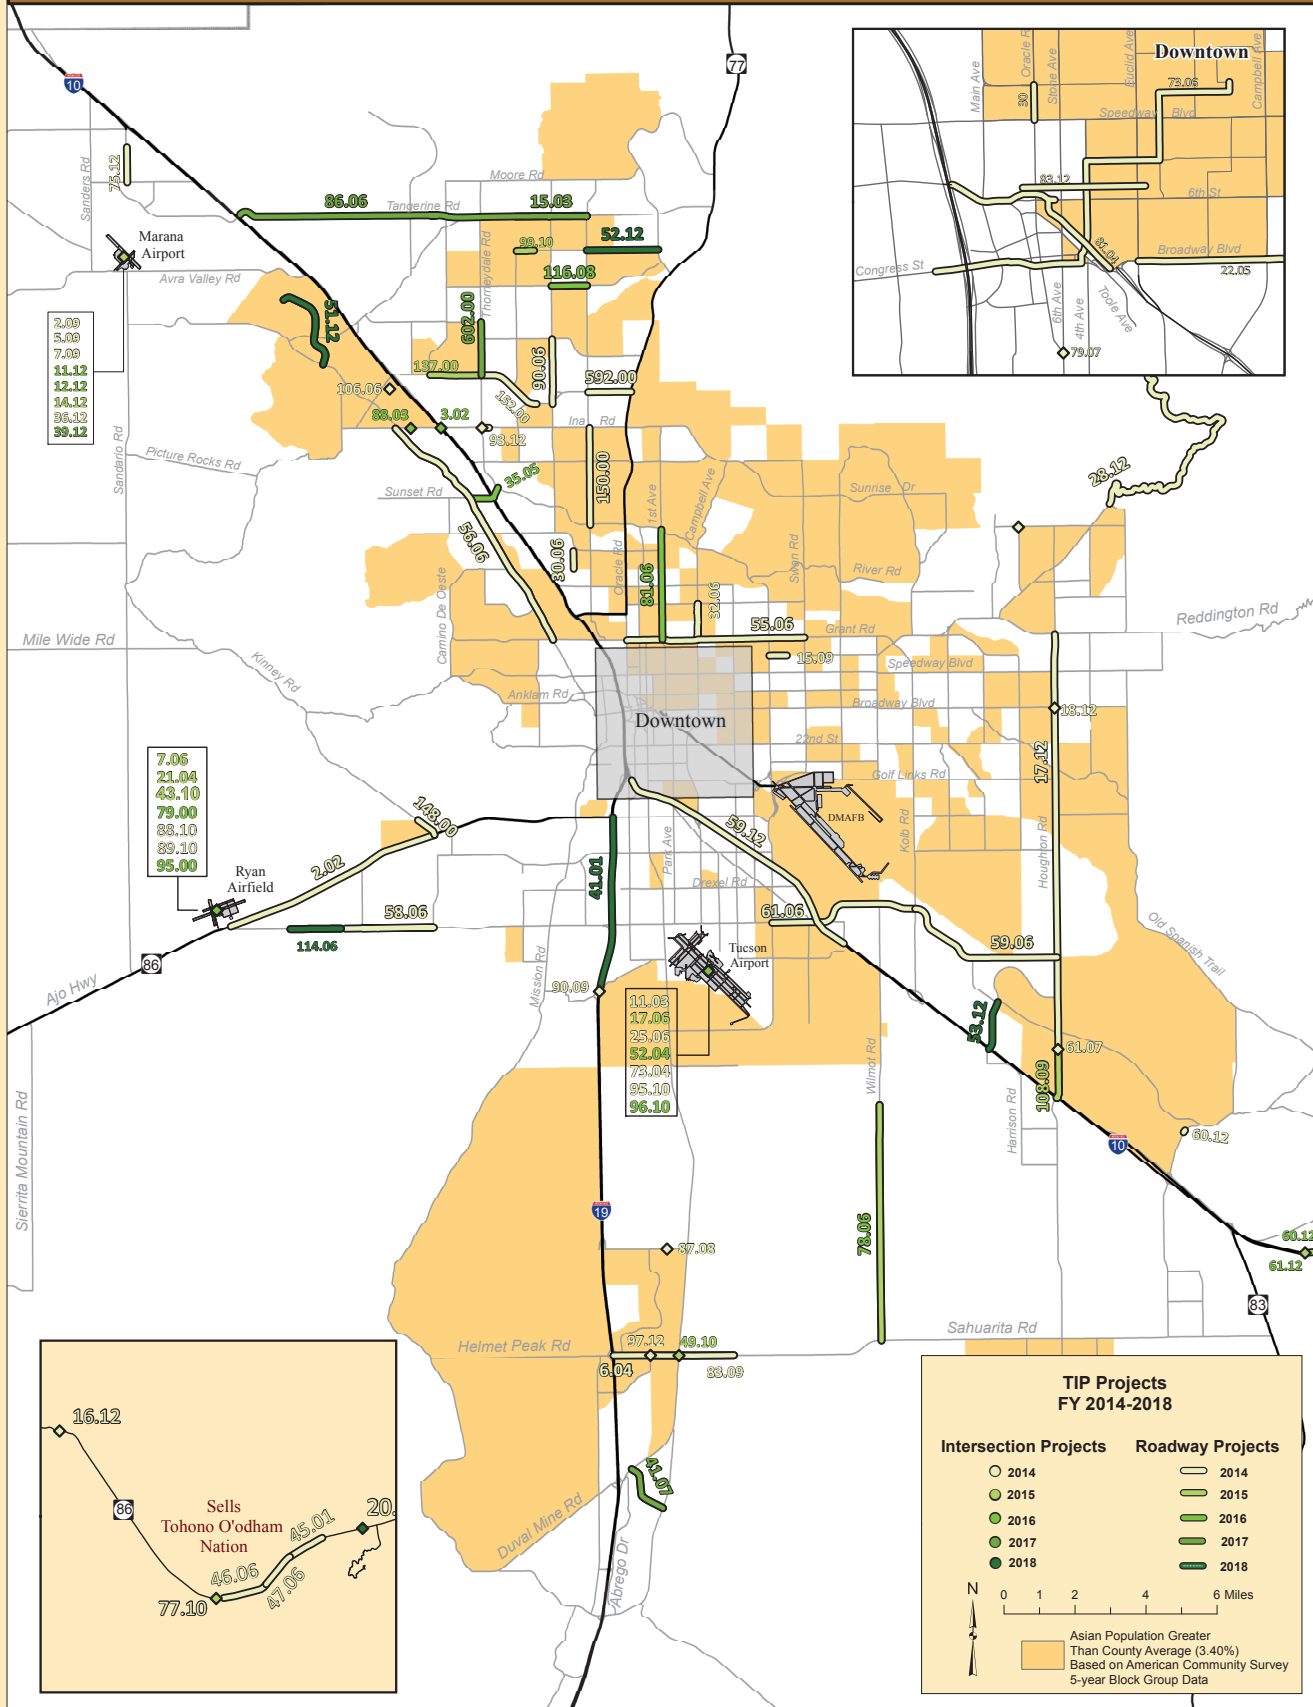 77
10
Downtown
Main Ave
Stone Ave
Euclid Ave
Campbell Ave
73.06
30
Speedway Blvd
83.12
6th St
81.04
Broadway Blvd
Congress St
22.05
6th Ave
4th Ave
Toole Ave
79.07
Sanders Rd
75.12
Moore Rd
86.06
15.03
Tangerine Rd
Marana
Airport
52.12
99.10
Avra Valley Rd
116.08
Thorneydale Rd
51.12
602.00
2.09
5.09
7.09
11.12
12.12
14.12
36.12
39.12
137.00
90.06
592.00
106.06
152.00
88.03
3.02
93.12
Ina Rd
Sandario Rd
Picture Rocks Rd
Sunset Rd
35.05
150.00
1st Ave
Campbell Ave
Sunrise Dr
28.12
56.06
30.06
Oracle Rd
81.06
Swan Rd
River Rd
Camino De Oeste
32.06
Reddington Rd
Mile Wide Rd
55.06
Grant Rd
15.09
Speedway Blvd
Kinney Rd
Anklam Rd
Broadway Blvd
18.12
Downtown
22nd St
17.12
Golf Links Rd
7.06
21.04
43.10
79.00
88.10
89.10
95.00
148.00
59.12
DMAFB
Kolb Rd
Houghton Rd
Park Ave
2.02
41.01
Drexel Rd
Ryan
Airfield
58.06
61.06
114.06
59.06
Old Spanish Trail
Tucson
Airport
86
Ajo Hwy
Mission Rd
90.09
11.03
17.06
25.06
52.04
73.04
95.10
96.10
53.12
61.07
Wilmot Rd
108.09
Harrison Rd
Sierrita Mountain Rd
10
60.12
19
78.06
87.08
60.12
61.12
83
Helmet Peak Rd
97.12
49.10
Sahuarita Rd
6.04
83.09
41.07
Duval Mine Rd
Abrego Dr
16.12
86
Sells
Tohono O'odham
Nation
45.01
20.
46.06
47.06
77.10
TIP Projects
FY 2014-2018
Intersection Projects Roadway Projects
2014 2014
2015 2015
2016 2016
2017 2017
2018 2018
N
0 1 2 4 6 Miles
Asian Population Greater
Than County Average (3.40%)
Based on American Community Survey
5-year Block Group Data